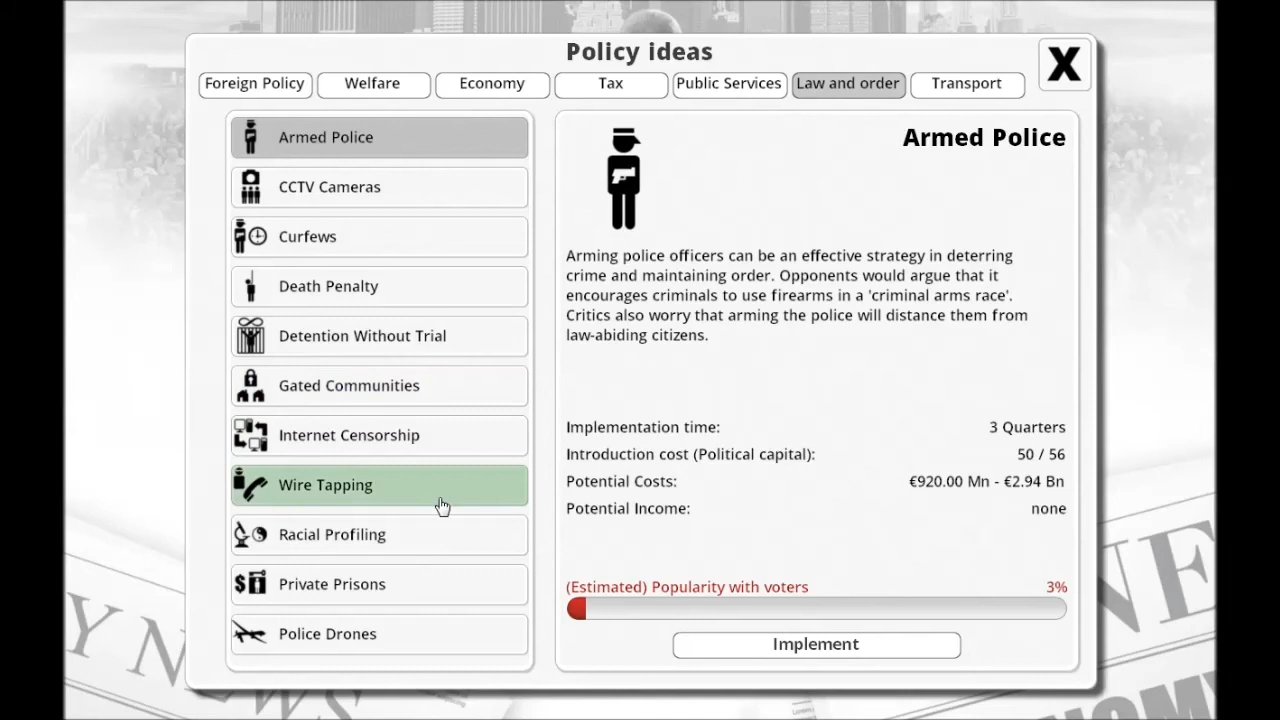 Policy ideas
X
Foreign Policy
Welfare
Economy
Tax
Public Services
Law and order
Transport
Armed Police
CCTV Cameras
Curfews
Death Penalty
Detention Without Trial
Gated Communities
Internet Censorship
Wire Tapping
Racial Profiling
Private Prisons
Police Drones
Armed Police
Arming police officers can be an effective strategy in deterring
crime and maintaining order. Opponents would argue that it
encourages criminals to use firearms in a 'criminal arms race'.
Critics also worry that arming the police will distance them from
law-abiding citizens.
Implementation time: 3 Quarters
Introduction cost (Political capital): 50 / 56
Potential Costs: €920.00 Mn - €2.94 Bn
Potential Income: none
(Estimated) Popularity with voters 3%
Implement